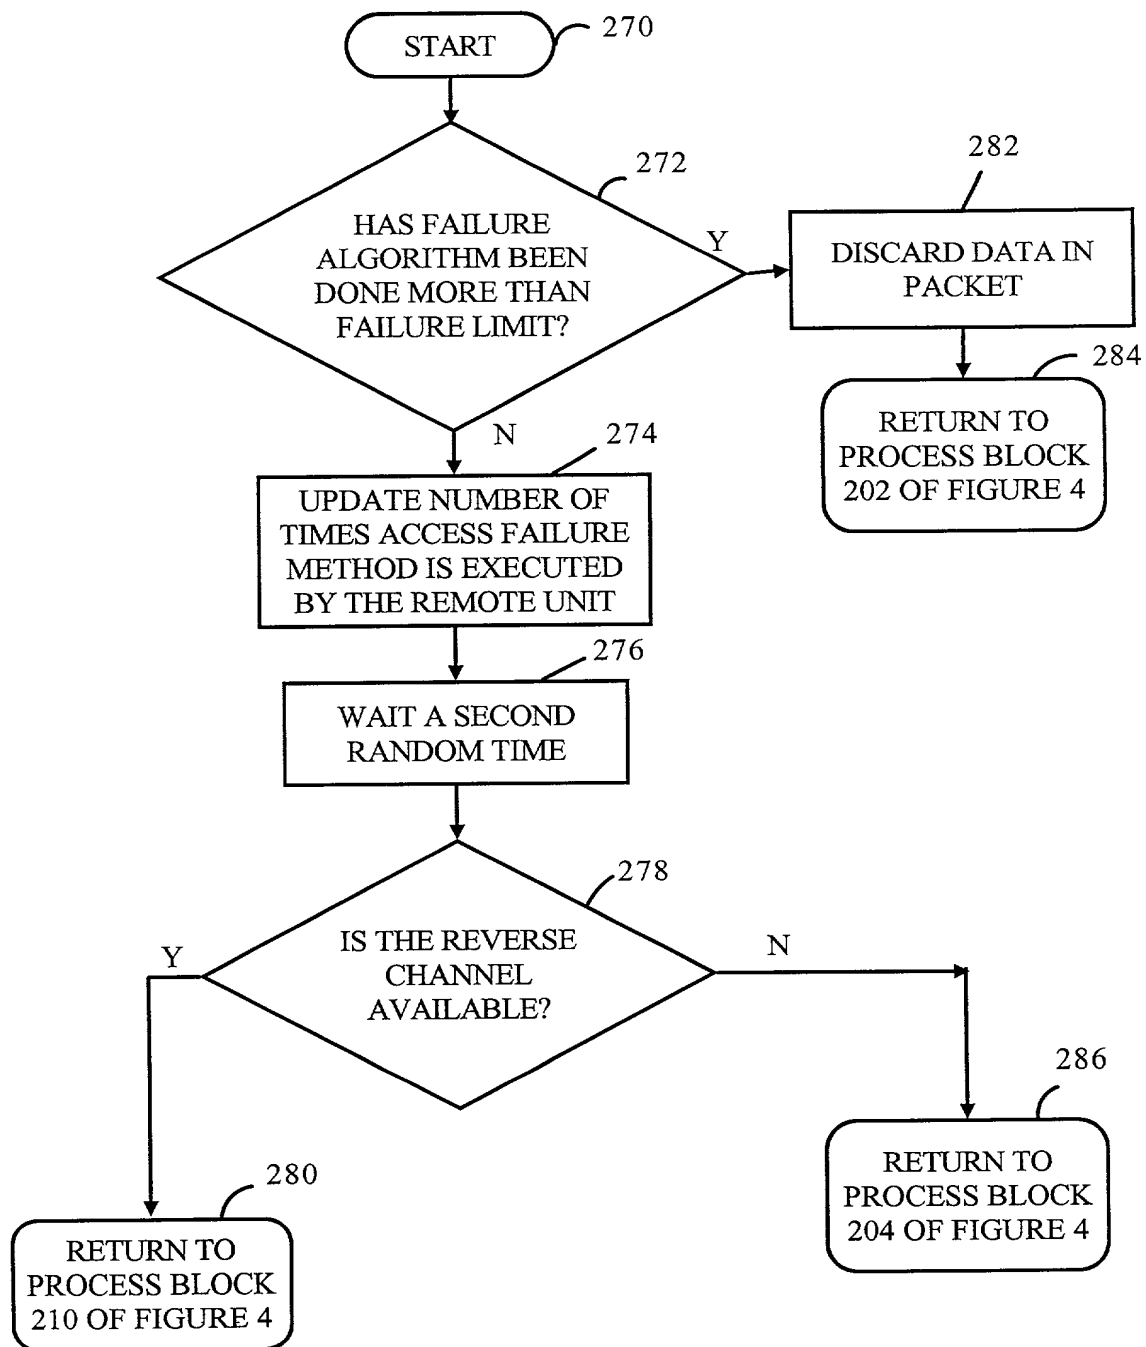 START
270
272
HAS FAILURE
ALGORITHM BEEN
DONE MORE THAN
FAILURE LIMIT?
Y
282
DISCARD DATA IN
PACKET
284
RETURN TO
PROCESS BLOCK
202 OF FIGURE 4
N
274
UPDATE NUMBER OF
TIMES ACCESS FAILURE
METHOD IS EXECUTED
BY THE REMOTE UNIT
276
WAIT A SECOND
RANDOM TIME
278
IS THE REVERSE
CHANNEL
AVAILABLE?
Y
N
286
RETURN TO
PROCESS BLOCK
204 OF FIGURE 4
280
RETURN TO
PROCESS BLOCK
210 OF FIGURE 4